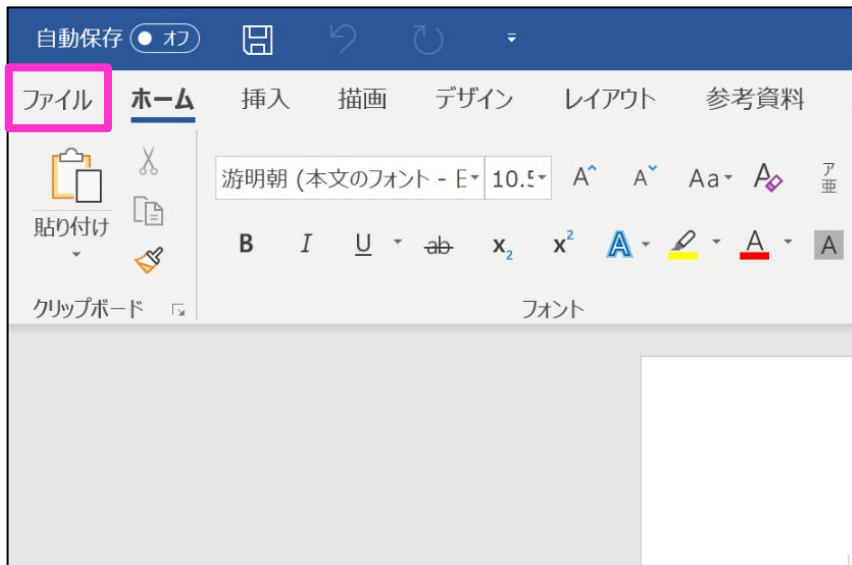 自動保存 オフ
ファイル ホーム 挿入 描画 デザイン レイアウト 参考資料
貼り付け
游明朝 (本文のフォント - E 10.5 A A Aa A ア亜
B I U ab x₂ x² A A A
クリップボード フォント